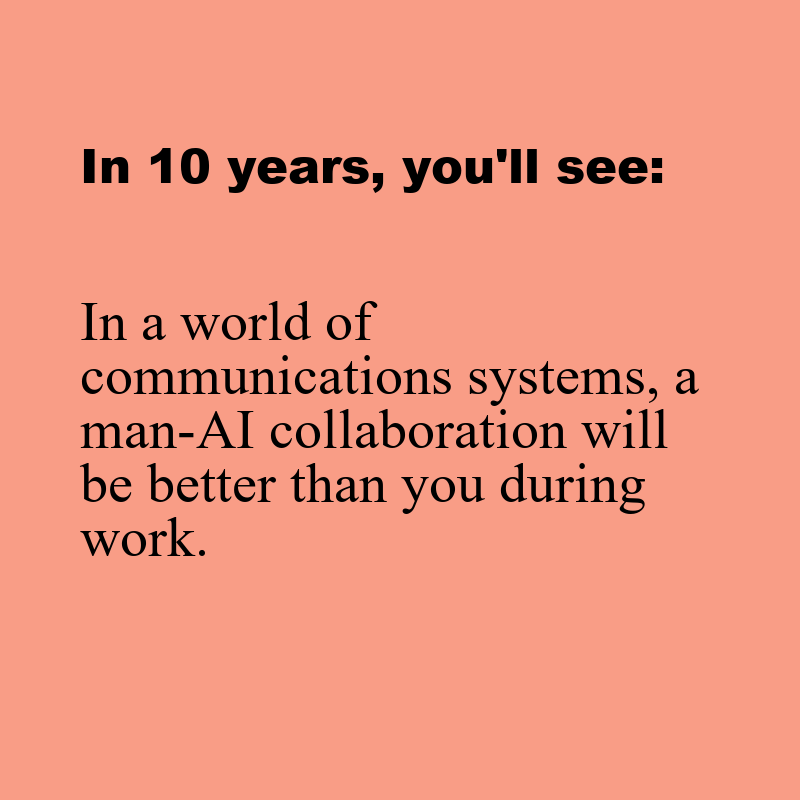 In 10 years, you'll see:
In a world of
communications systems, a
man-AI collaboration will
be better than you during
work.